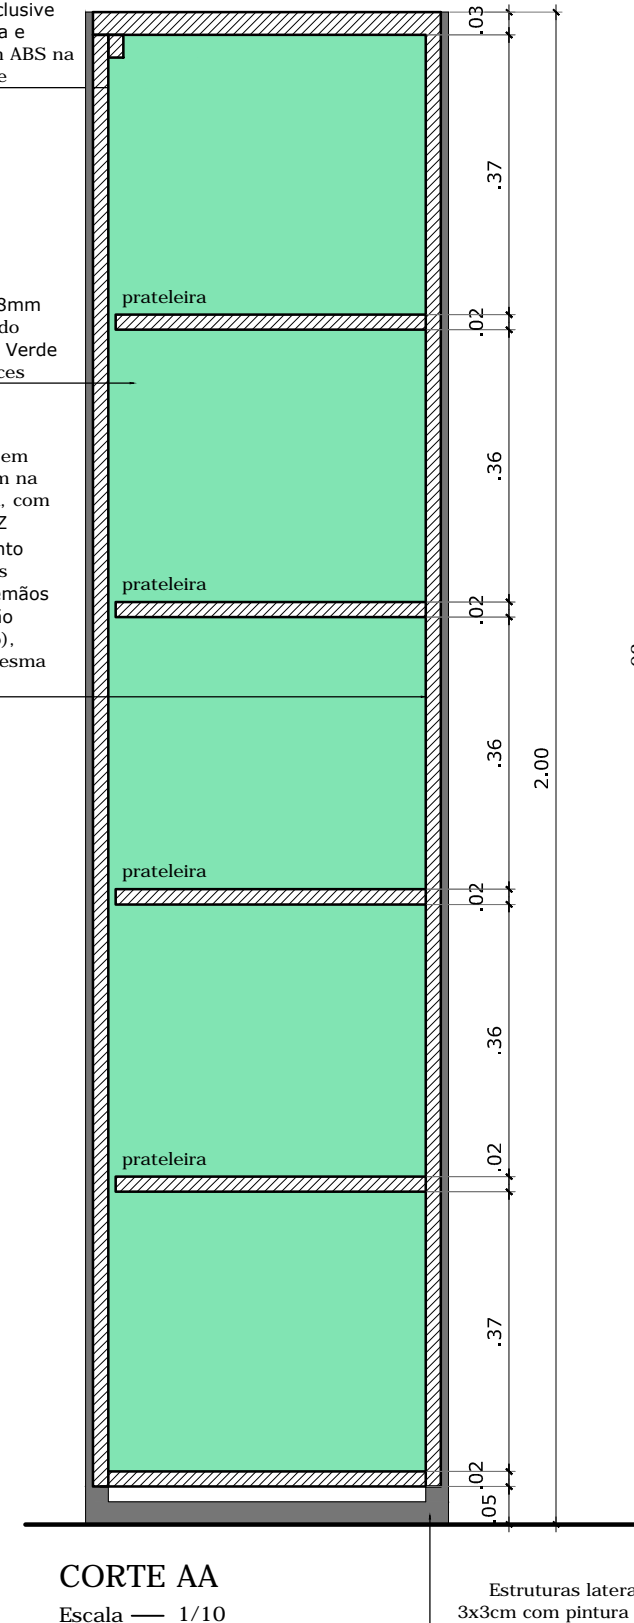 clusive
a e
ABS na
e
.03
.37
prateleira
.02
3mm
do
Verde
ces
.36
em
m na
, com
Z
nto
s
emãos
io
),
esma
prateleira
.02
.36
2.00
prateleira
.02
.36
prateleira
.02
.37
.02
.05
CORTE AA
Escala — 1/10
Estruturas latera
3x3cm com pintura